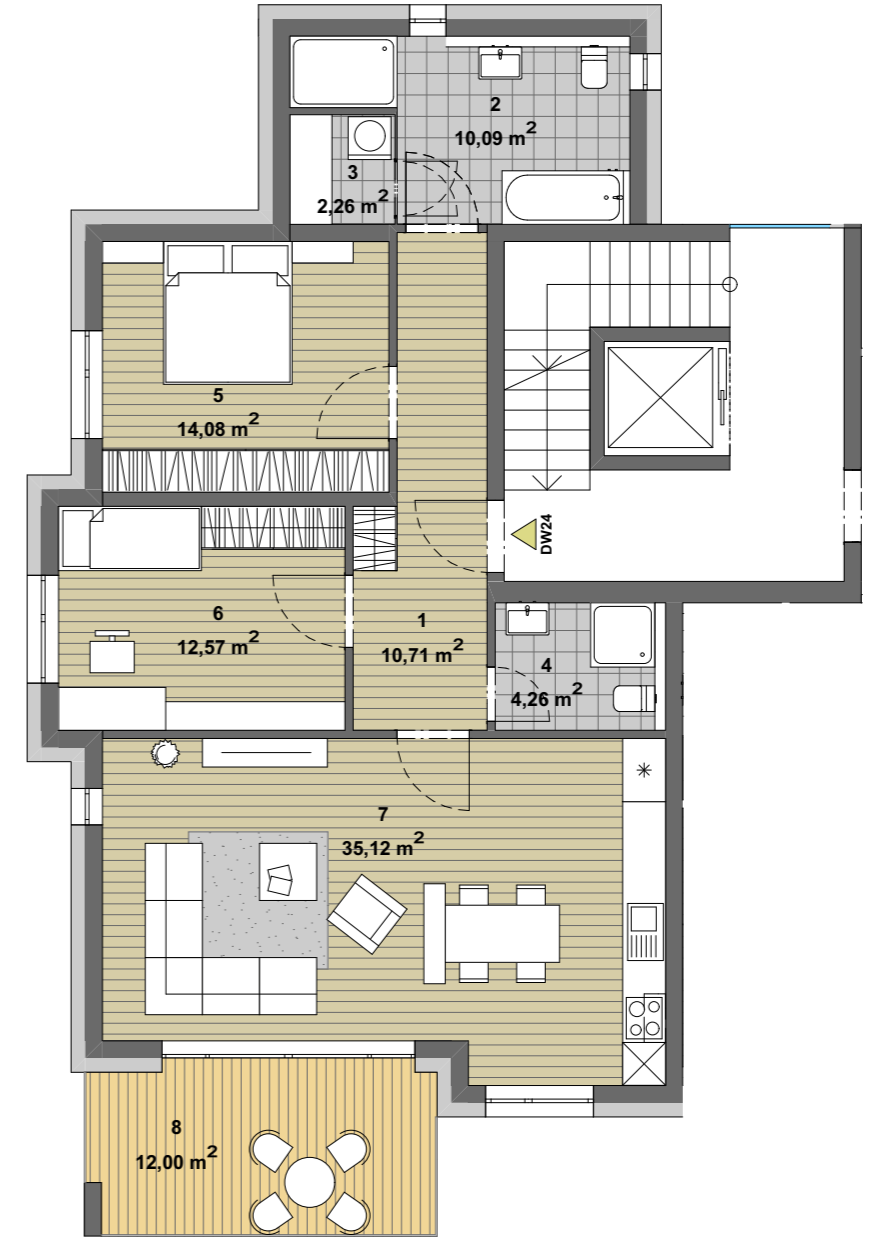 2
10,09 m²
3
2,26 m²
5
14,08 m²
DW24
6
12,57 m²
1
10,71 m²
4
4,26 m²
7
35,12 m²
8
12,00 m²